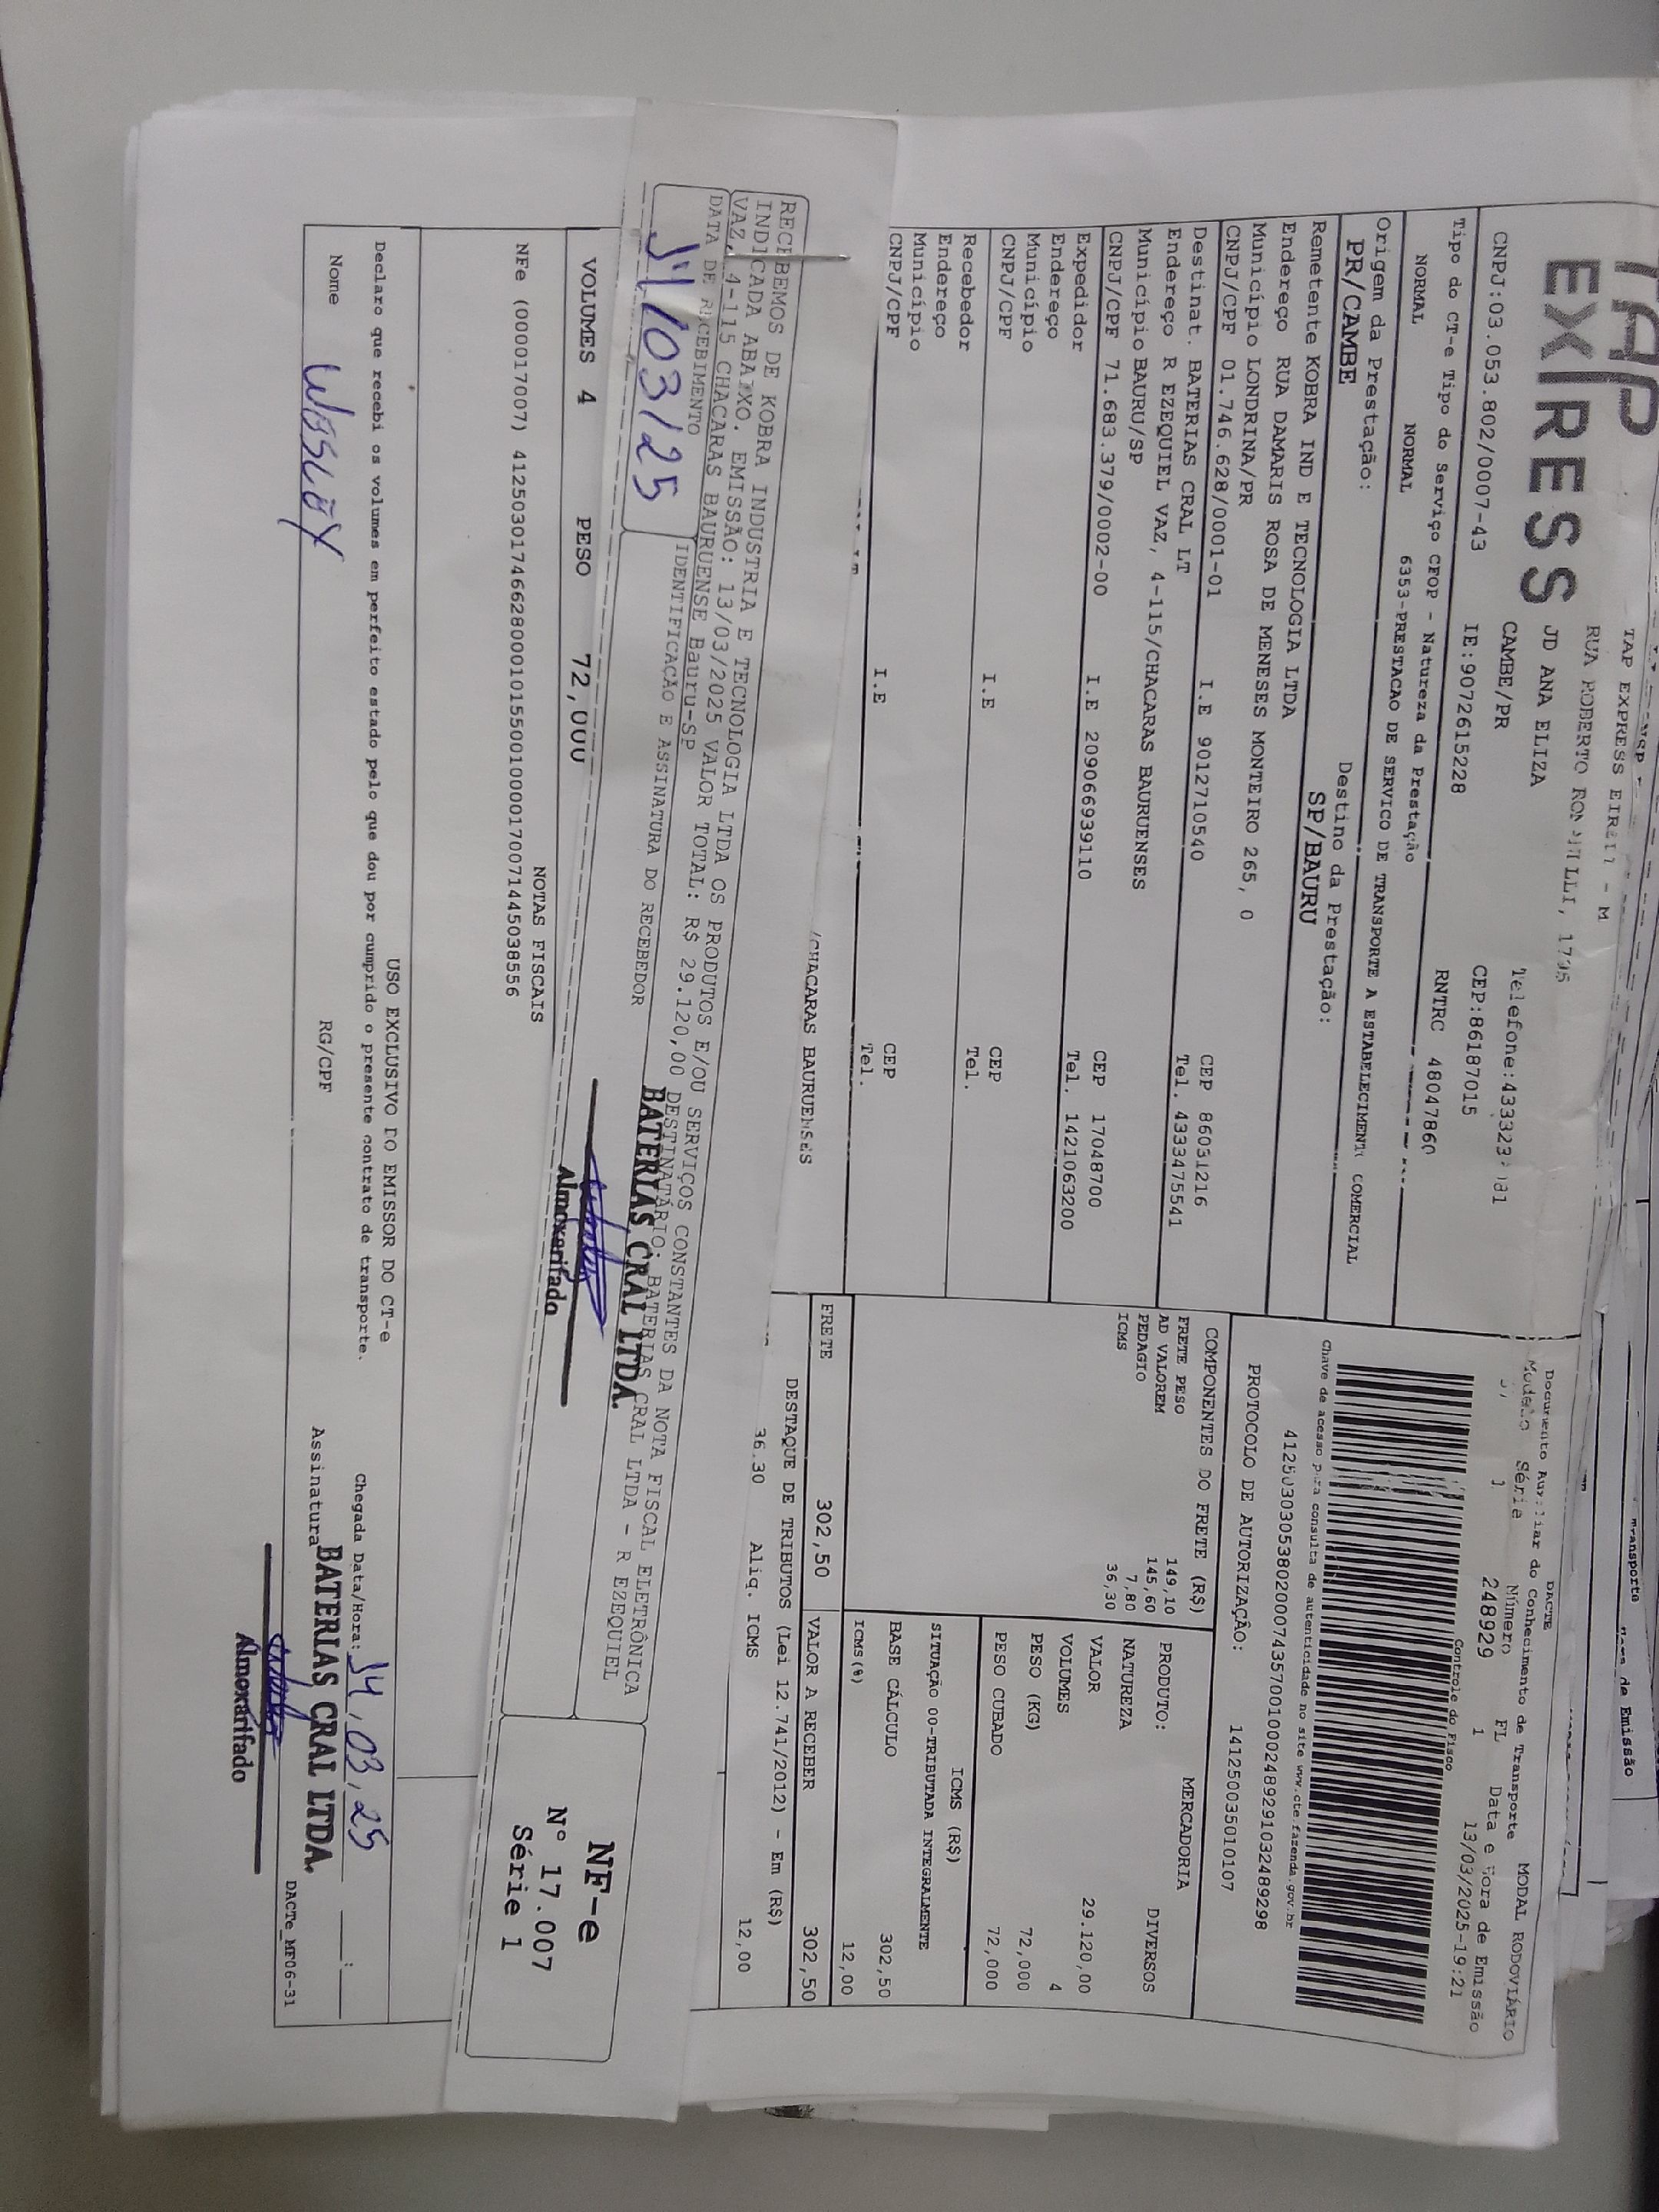 TAP
EXPRESS
TAP EXPRESS EIRELI - M
RUA ROBERTO
JD ANA ELIZA
CAMBE/PR
CNPJ:03.053.802/0007-43
IE:9072615228
CEP:86187015
RNTRC 48047860
DACTE
Documento Auxiliar do Conhecimento de Transporte
MODAL RODOVIÁRIO
Modelo Série Número FL Data e Hora de Emissão
1 248929 1 13/03/2025-19:21
Controle do Fisco
Chave de acesso para consulta de autenticidade no site www.cte.fazenda.gov.br
41250303053802000743570010002489291032489298
PROTOCOLO DE AUTORIZAÇÃO: 141250035010107
Tipo do CT-e Tipo do Serviço CFOP - Natureza da Prestação
NORMAL NORMAL 6353-PRESTACAO DE SERVICO DE TRANSPORTE A ESTABELECIMENT COMERCIAL
Origem da Prestação: Destino da Prestação:
PR/CAMBE SP/BAURU
Remetente KOBRA IND E TECNOLOGIA LTDA
Endereço RUA DAMARIS ROSA DE MENESES MONTEIRO 265, 0
Município LONDRINA/PR CEP 86031216
CNPJ/CPF 01.746.628/0001-01 I.E 9012710540 Tel. 4333475541
Destinat. BATERIAS CRAL LT
Endereço R EZEQUIEL VAZ, 4-115/CHACARAS BAURUENSES
Município BAURU/SP CEP 17048700
CNPJ/CPF 71.683.379/0002-00 I.E 209066939110 Tel. 1421063200
Expedidor
Endereço
Município CEP
CNPJ/CPF I.E Tel.
Recebedor
Endereço
Município CEP
CNPJ/CPF I.E Tel.
/CHACARAS BAURUENSES
COMPONENTES DO FRETE (R$)
FRETE PESO 149,10
AD VALOREM 145,60
PEDAGIO 7,80
ICMS 36,30
MERCADORIA
PRODUTO: DIVERSOS
NATUREZA
VALOR 29.120,00
VOLUMES 4
PESO (KG) 72,000
PESO CUBADO 72,000
ICMS (R$)
SITUAÇÃO 00-TRIBUTADA INTEGRALMENTE
BASE CÁLCULO 302,50
ICMS(%) 12,00
FRETE 302,50 VALOR A RECEBER 302,50
DESTAQUE DE TRIBUTOS (Lei 12.741/2012) - Em (R$)
36.30 Aliq. ICMS 12,00
RECEBEMOS DE KOBRA INDUSTRIA E TECNOLOGIA LTDA OS PRODUTOS E/OU SERVIÇOS CONSTANTES DA NOTA FISCAL ELETRÔNICA
INDICADA ABAIXO. EMISSÃO: 13/03/2025 VALOR TOTAL: R$ 29.120,00 DESTINATÁRIO: BATERIAS CRAL LTDA - R EZEQUIEL
VAZ, 4-115 CHACARAS BAURUENSE Bauru-SP
DATA DE RECEBIMENTO
IDENTIFICAÇÃO E ASSINATURA DO RECEBEDOR
14/03/25
BATERIAS CRAL LTDA.
Almoxarifado
NF-e
Nº 17.007
Série 1
VOLUMES 4 PESO 72,000
NOTAS FISCAIS
NFe (000017007) 41250301746628000101550010000170071445038556
USO EXCLUSIVO DO EMISSOR DO CT-e
Declaro que recebi os volumes em perfeito estado pelo que dou por cumprido o presente contrato de transporte.
Chegada Data/Hora: 14/03/25
Nome RG/CPF Assinatura
BATERIAS CRAL LTDA.
Almoxarifado
DACTe_MF06-31